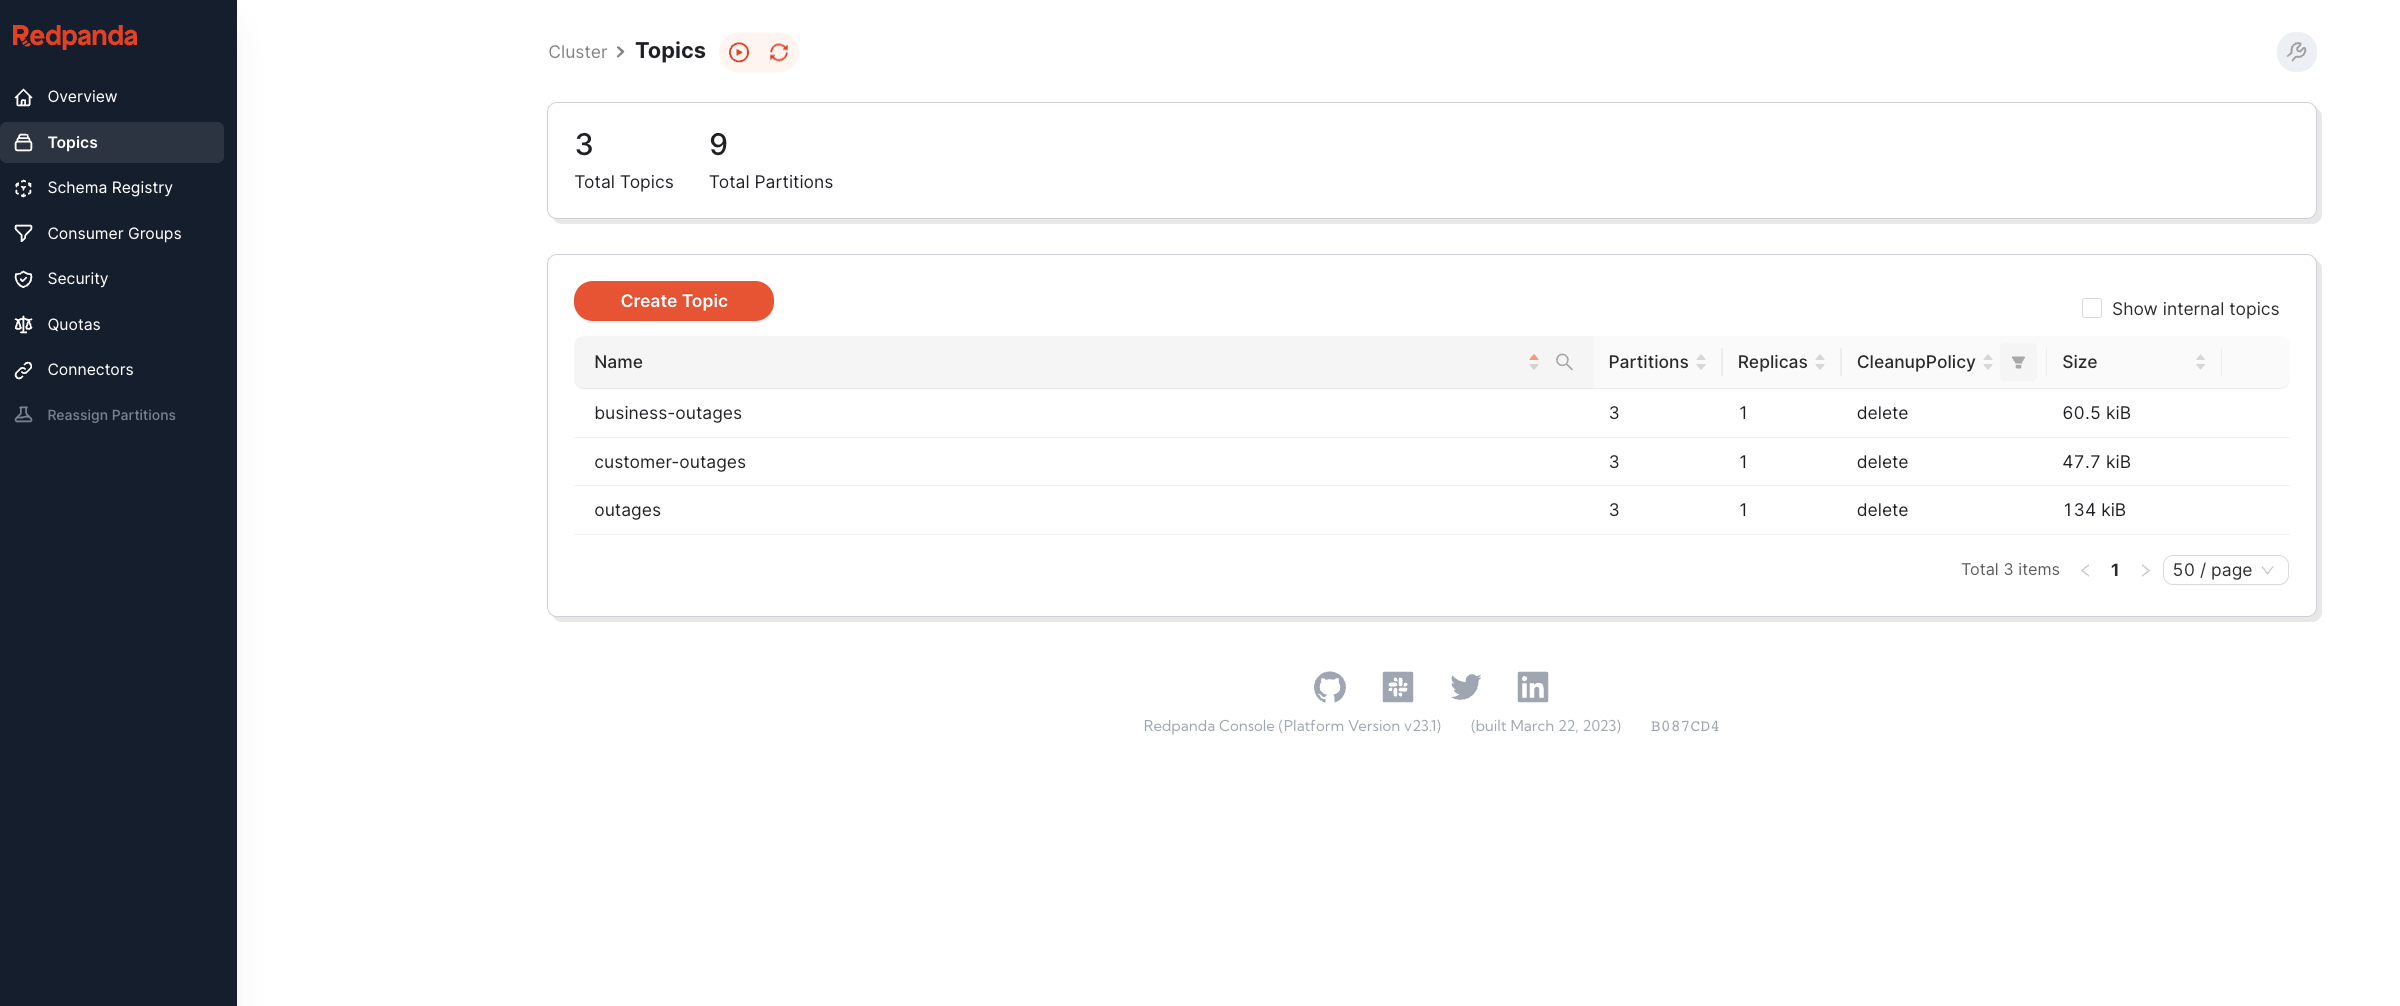 Redpanda
Overview
Topics
Schema Registry
Consumer Groups
Security
Quotas
Connectors
Reassign Partitions
Cluster > Topics
3 9
Total Topics Total Partitions
Create Topic
Show internal topics
Name Partitions Replicas CleanupPolicy Size
business-outages 3 1 delete 60.5 kiB
customer-outages 3 1 delete 47.7 kiB
outages 3 1 delete 134 kiB
Total 3 items < 1 > 50 / page
in
Redpanda Console (Platform Version v23.1) (built March 22, 2023) B087CD4